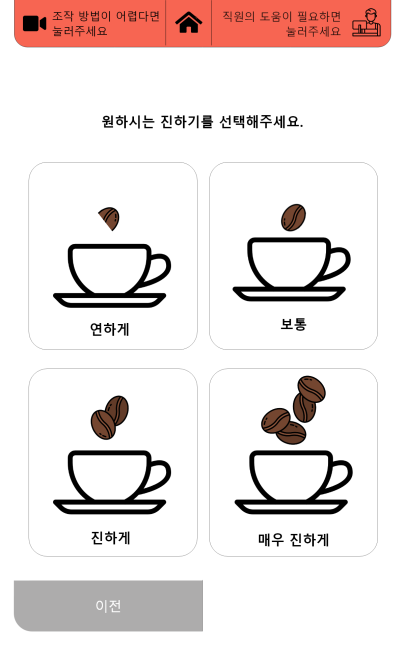 조작 방법이 어렵다면
눌러주세요
직원의 도움이 필요하면
눌러주세요
원하시는 진하기를 선택해주세요.
연하게
보통
진하게
매우 진하게
이전